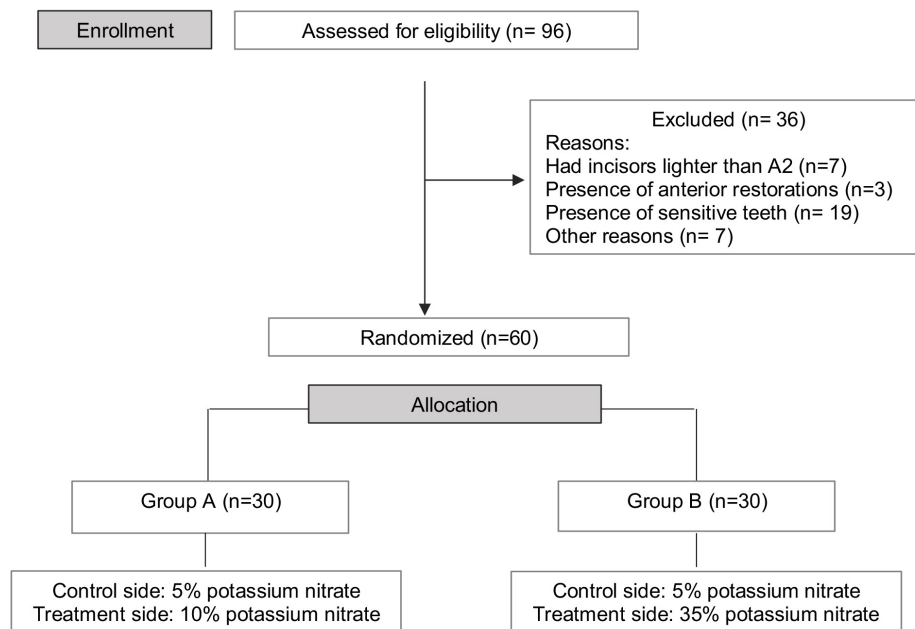 Enrollment
Assessed for eligibility (n= 96)
Excluded (n= 36)
Reasons:
Had incisors lighter than A2 (n=7)
Presence of anterior restorations (n=3)
Presence of sensitive teeth (n= 19)
Other reasons (n= 7)
Randomized (n=60)
Allocation
Group A (n=30)
Group B (n=30)
Control side: 5% potassium nitrate
Treatment side: 10% potassium nitrate
Control side: 5% potassium nitrate
Treatment side: 35% potassium nitrate